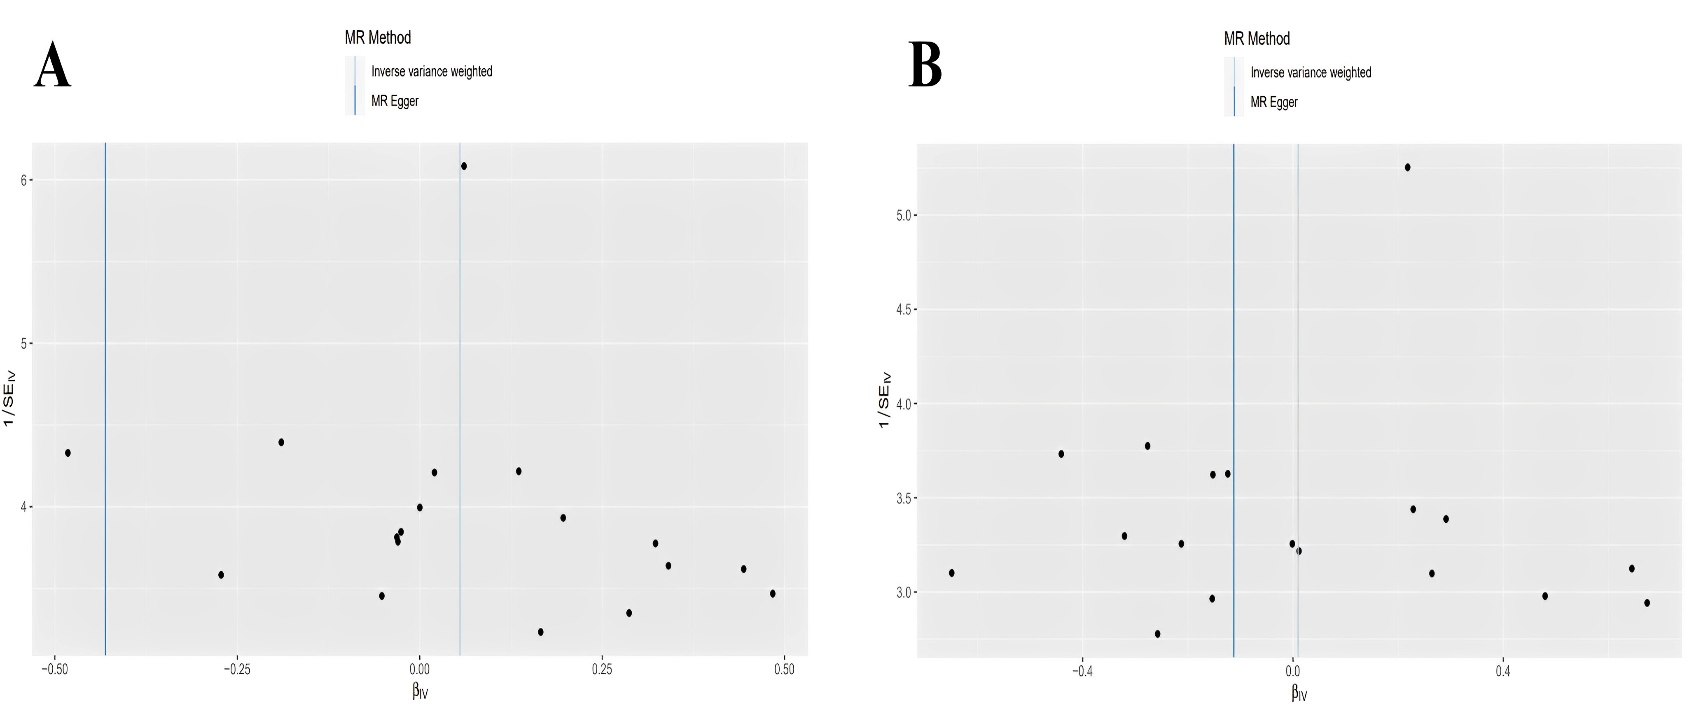 A
MR Method
Inverse variance weighted
MR Egger
6
5
4
1/SE_IV
−0.50
−0.25
0.00
0.25
0.50
β_IV
B
MR Method
Inverse variance weighted
MR Egger
5.0
4.5
4.0
3.5
3.0
1/SE_IV
−0.4
0.0
0.4
β_IV